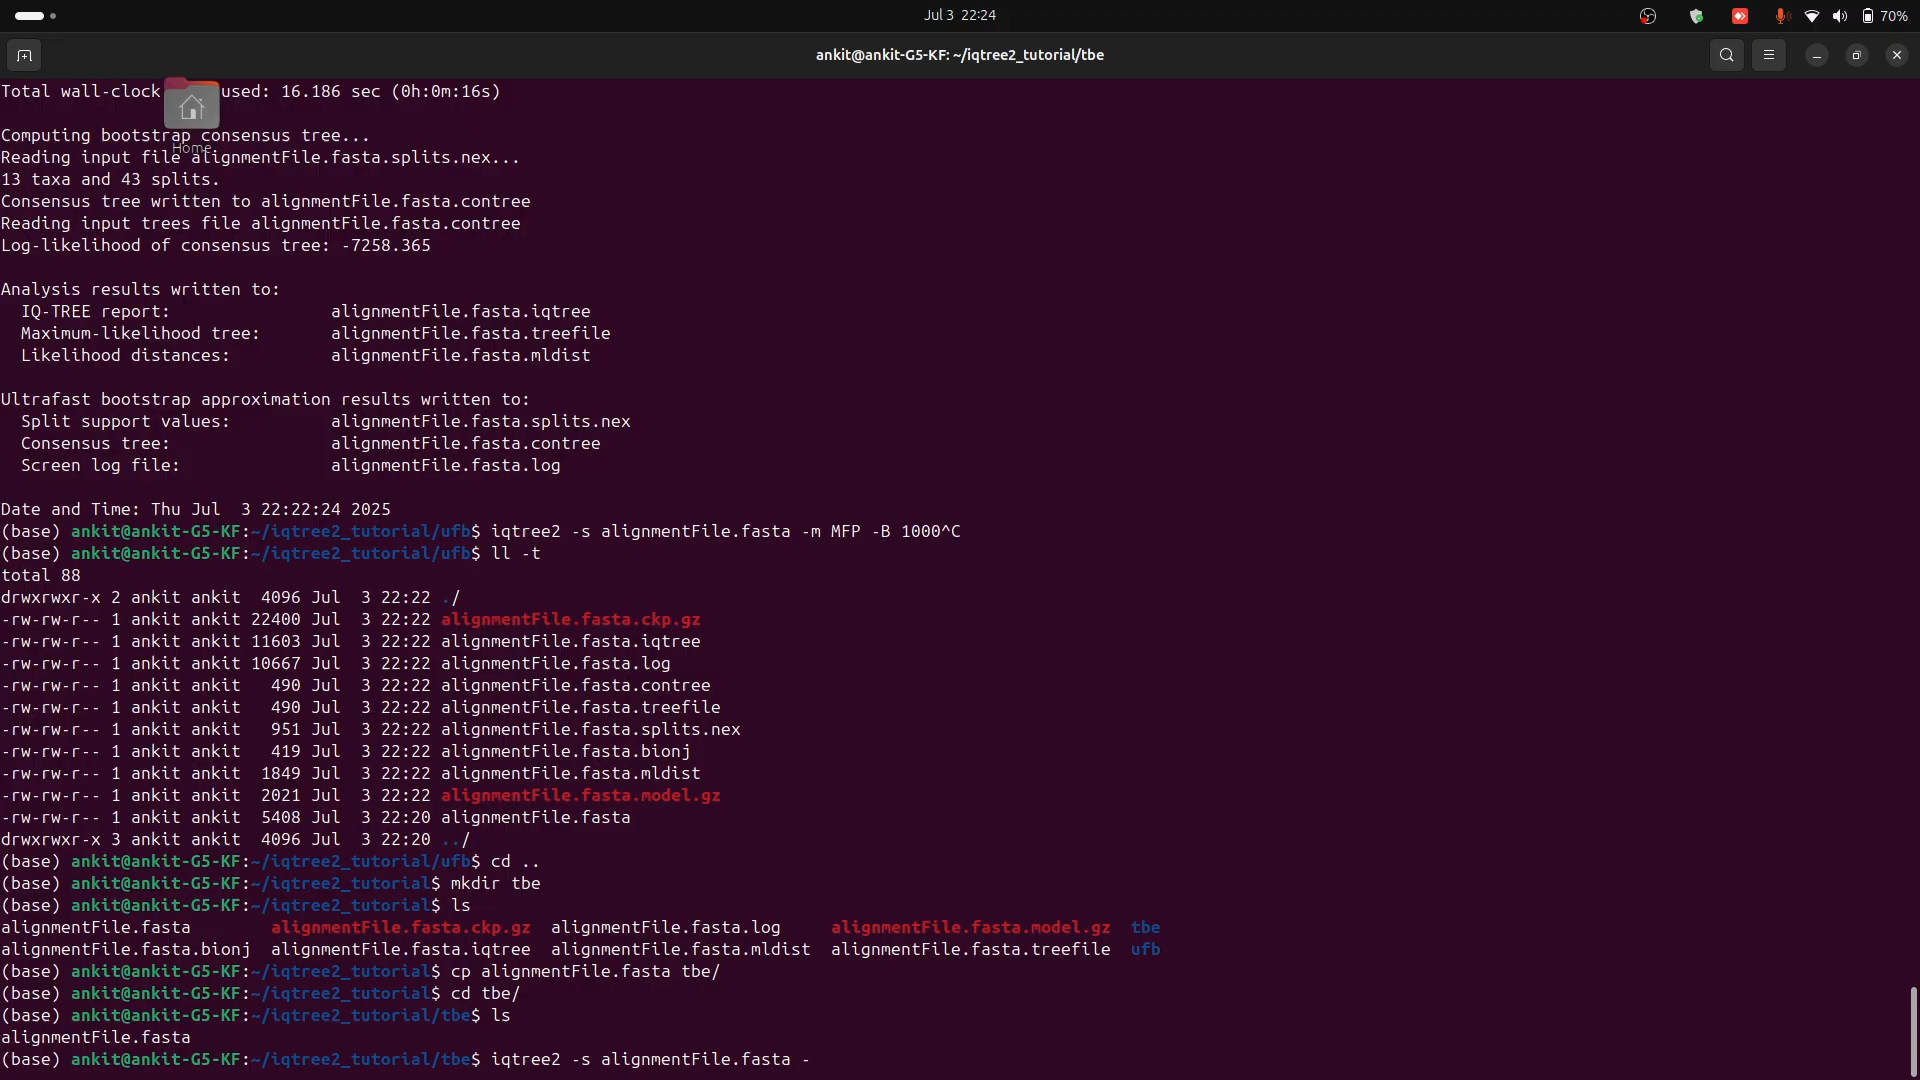 Jul 3 22:24
70%
ankit@ankit-G5-KF: ~/iqtree2_tutorial/tbe
Total wall-clock used: 16.186 sec (0h:0m:16s)
Computing bootstrap consensus tree...
Home
Reading input file alignmentFile.fasta.splits.nex...
13 taxa and 43 splits.
Consensus tree written to alignmentFile.fasta.contree
Reading input trees file alignmentFile.fasta.contree
Log-likelihood of consensus tree: -7258.365
Analysis results written to:
IQ-TREE report: alignmentFile.fasta.iqtree
Maximum-likelihood tree: alignmentFile.fasta.treefile
Likelihood distances: alignmentFile.fasta.mldist
Ultrafast bootstrap approximation results written to:
Split support values: alignmentFile.fasta.splits.nex
Consensus tree: alignmentFile.fasta.contree
Screen log file: alignmentFile.fasta.log
Date and Time: Thu Jul  3 22:22:24 2025
(base) ankit@ankit-G5-KF:~/iqtree2_tutorial/ufb$ iqtree2 -s alignmentFile.fasta -m MFP -B 1000^C
(base) ankit@ankit-G5-KF:~/iqtree2_tutorial/ufb$ ll -t
total 88
drwxrwxr-x 2 ankit ankit  4096 Jul  3 22:22 ./
-rw-rw-r-- 1 ankit ankit 22400 Jul  3 22:22 alignmentFile.fasta.ckp.gz
-rw-rw-r-- 1 ankit ankit 11603 Jul  3 22:22 alignmentFile.fasta.iqtree
-rw-rw-r-- 1 ankit ankit 10667 Jul  3 22:22 alignmentFile.fasta.log
-rw-rw-r-- 1 ankit ankit   490 Jul  3 22:22 alignmentFile.fasta.contree
-rw-rw-r-- 1 ankit ankit   490 Jul  3 22:22 alignmentFile.fasta.treefile
-rw-rw-r-- 1 ankit ankit   951 Jul  3 22:22 alignmentFile.fasta.splits.nex
-rw-rw-r-- 1 ankit ankit   419 Jul  3 22:22 alignmentFile.fasta.bionj
-rw-rw-r-- 1 ankit ankit  1849 Jul  3 22:22 alignmentFile.fasta.mldist
-rw-rw-r-- 1 ankit ankit  2021 Jul  3 22:22 alignmentFile.fasta.model.gz
-rw-rw-r-- 1 ankit ankit  5408 Jul  3 22:20 alignmentFile.fasta
drwxrwxr-x 3 ankit ankit  4096 Jul  3 22:20 ../
(base) ankit@ankit-G5-KF:~/iqtree2_tutorial/ufb$ cd ..
(base) ankit@ankit-G5-KF:~/iqtree2_tutorial$ mkdir tbe
(base) ankit@ankit-G5-KF:~/iqtree2_tutorial$ ls
alignmentFile.fasta alignmentFile.fasta.ckp.gz alignmentFile.fasta.log alignmentFile.fasta.model.gz tbe
alignmentFile.fasta.bionj alignmentFile.fasta.iqtree alignmentFile.fasta.mldist alignmentFile.fasta.treefile ufb
(base) ankit@ankit-G5-KF:~/iqtree2_tutorial$ cp alignmentFile.fasta tbe/
(base) ankit@ankit-G5-KF:~/iqtree2_tutorial$ cd tbe/
(base) ankit@ankit-G5-KF:~/iqtree2_tutorial/tbe$ ls
alignmentFile.fasta
(base) ankit@ankit-G5-KF:~/iqtree2_tutorial/tbe$ iqtree2 -s alignmentFile.fasta -